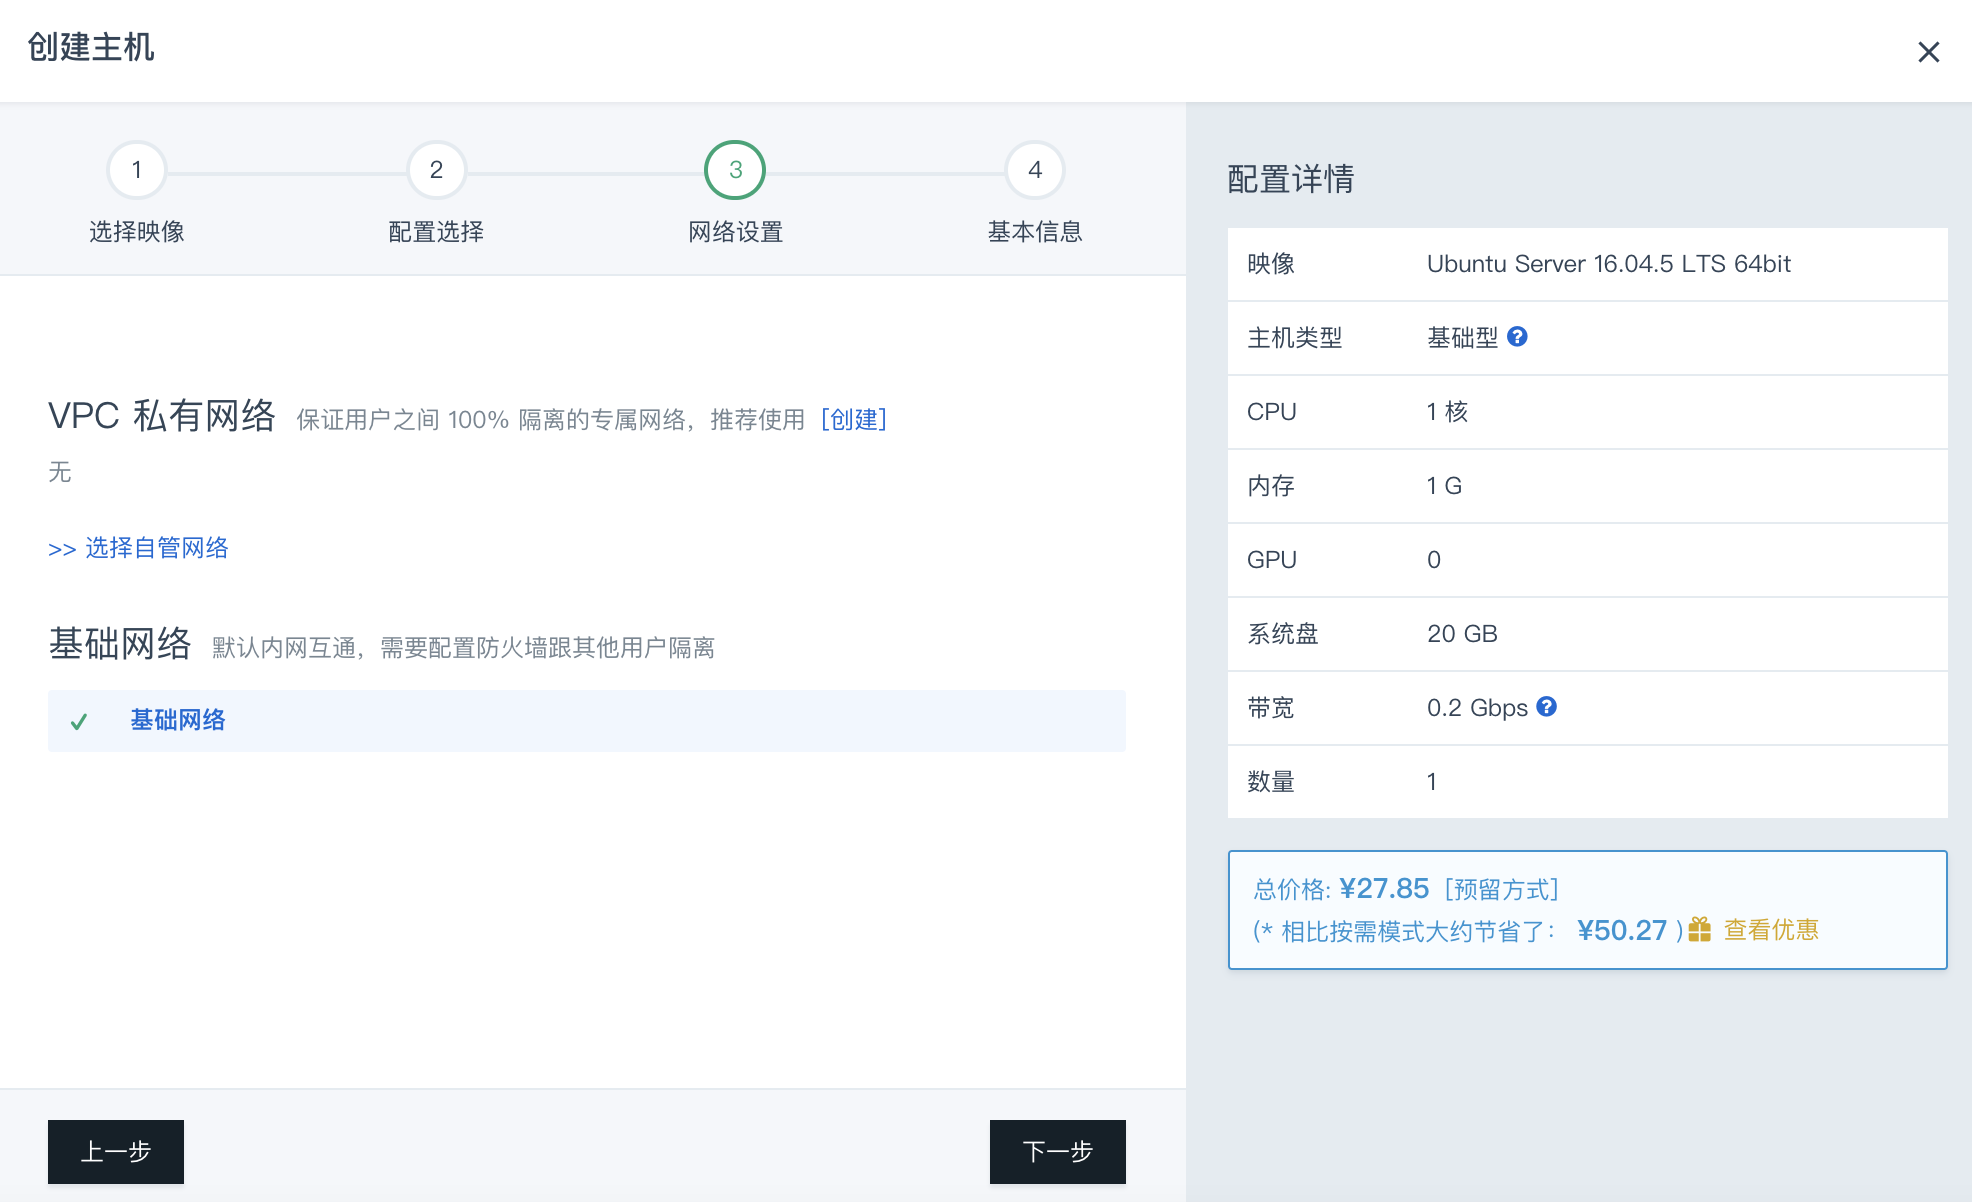 创建主机
1
2
3
4
选择映像
配置选择
网络设置
基本信息
VPC 私有网络 保证用户之间 100% 隔离的专属网络，推荐使用 [创建]
无
>> 选择自管网络
基础网络 默认内网互通，需要配置防火墙跟其他用户隔离
基础网络
上一步
下一步
配置详情
映像 Ubuntu Server 16.04.5 LTS 64bit
主机类型 基础型 ?
CPU 1 核
内存 1 G
GPU 0
系统盘 20 GB
带宽 0.2 Gbps ?
数量 1
总价格: ¥27.85 [预留方式]
(* 相比按需模式大约节省了： ¥50.27 ) 查看优惠